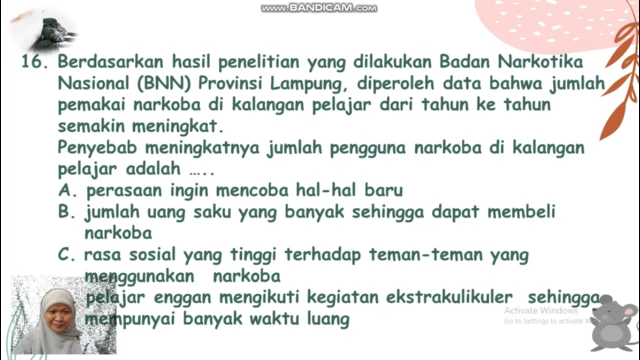 www.BANDICAM.com
16. Berdasarkan hasil penelitian yang dilakukan Badan Narkotika
Nasional (BNN) Provinsi Lampung, diperoleh data bahwa jumlah
pemakai narkoba di kalangan pelajar dari tahun ke tahun
semakin meningkat.
Penyebab meningkatnya jumlah pengguna narkoba di kalangan
pelajar adalah .....
A. perasaan ingin mencoba hal-hal baru
B. jumlah uang saku yang banyak sehingga dapat membeli
narkoba
C. rasa sosial yang tinggi terhadap teman-teman yang
menggunakan narkoba
pelajar enggan mengikuti kegiatan ekstrakulikuler sehingga
mempunyai banyak waktu luang
Activate Windows
Go to Settings to activate